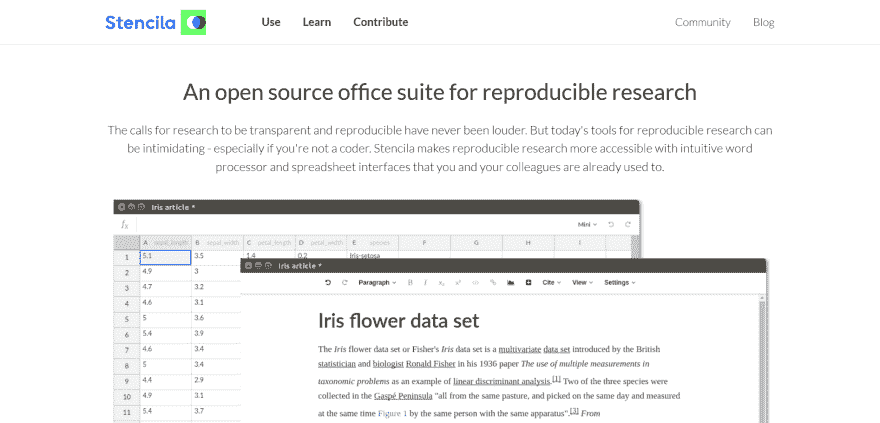 Stencila Use Learn Contribute Community Blog
An open source office suite for reproducible research
The calls for research to be transparent and reproducible have never been louder. But today's tools for reproducible research can
be intimidating - especially if you're not a coder. Stencila makes reproducible research more accessible with intuitive word
processor and spreadsheet interfaces that you and your colleagues are already used to.
Iris article *
fx Mini
A sepal_length B sepal_width C petal_length D petal_width E species F G H I
1 5.1 3.5 1.4 0.2 Iris-setosa
2 4.9 3
3 4.7 3.2
4 4.6 3.1
5 5 3.6
6 5.4 3.9
7 4.6 3.4
8 5 3.4
9 4.4 2.9
10 4.9 3.1
11 5.4 3.7
Iris article *
Paragraph B I x₂ x² Cite View Settings
Iris flower data set
The Iris flower data set or Fisher's Iris data set is a multivariate data set introduced by the British
statistician and biologist Ronald Fisher in his 1936 paper The use of multiple measurements in
taxonomic problems as an example of linear discriminant analysis.[1] Two of the three species were
collected in the Gaspé Peninsula "all from the same pasture, and picked on the same day and measured
at the same time Figure 1 by the same person with the same apparatus".[3] From